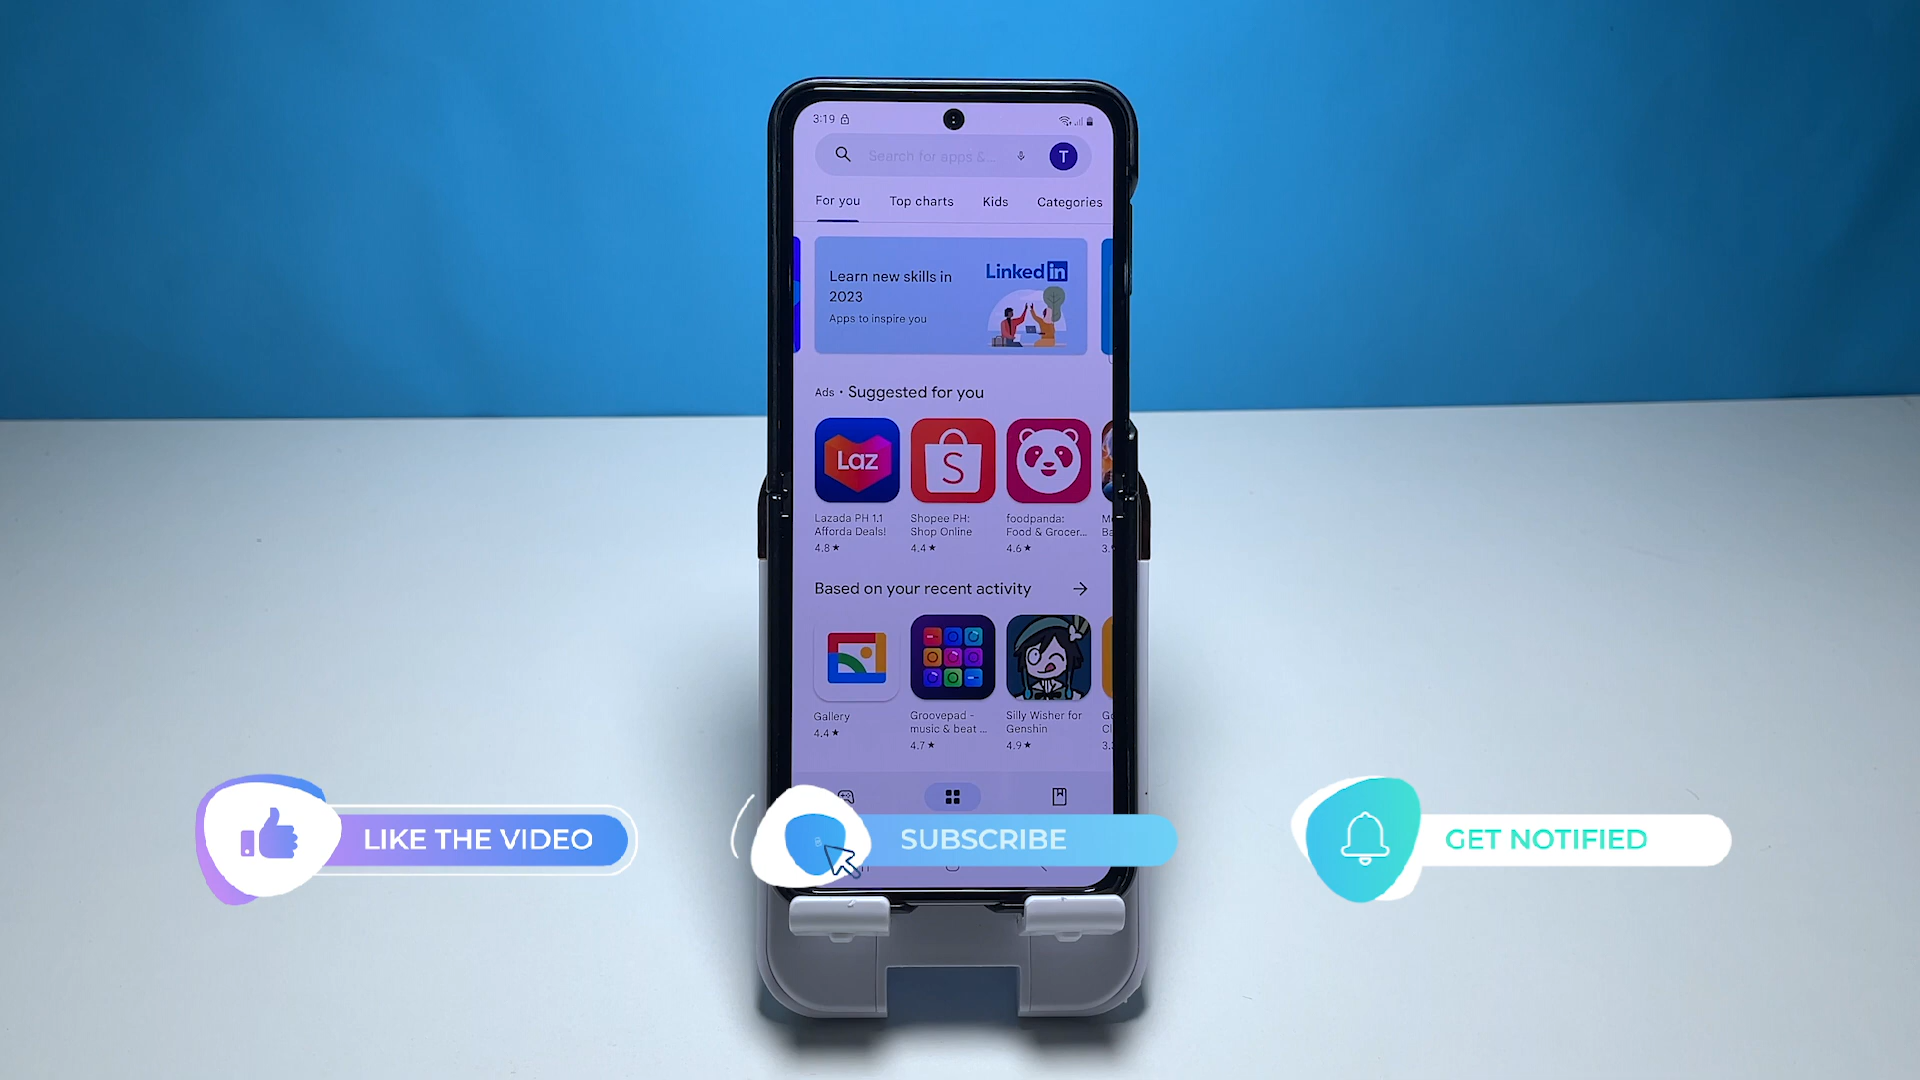 3:19
Search for apps &...
T
For you
Top charts
Kids
Categories
Learn new skills in
2023
Apps to inspire you
Linked in
Ads • Suggested for you
Laz
S
Lazada PH 1.1
Afforda Deals!
4.8★
Shopee PH:
Shop Online
4.4★
foodpanda:
Food & Grocer...
4.6★
Based on your recent activity
Gallery
4.4★
Groovepad -
music & beat ...
4.7★
Silly Wisher for
Genshin
4.9★
LIKE THE VIDEO
SUBSCRIBE
GET NOTIFIED